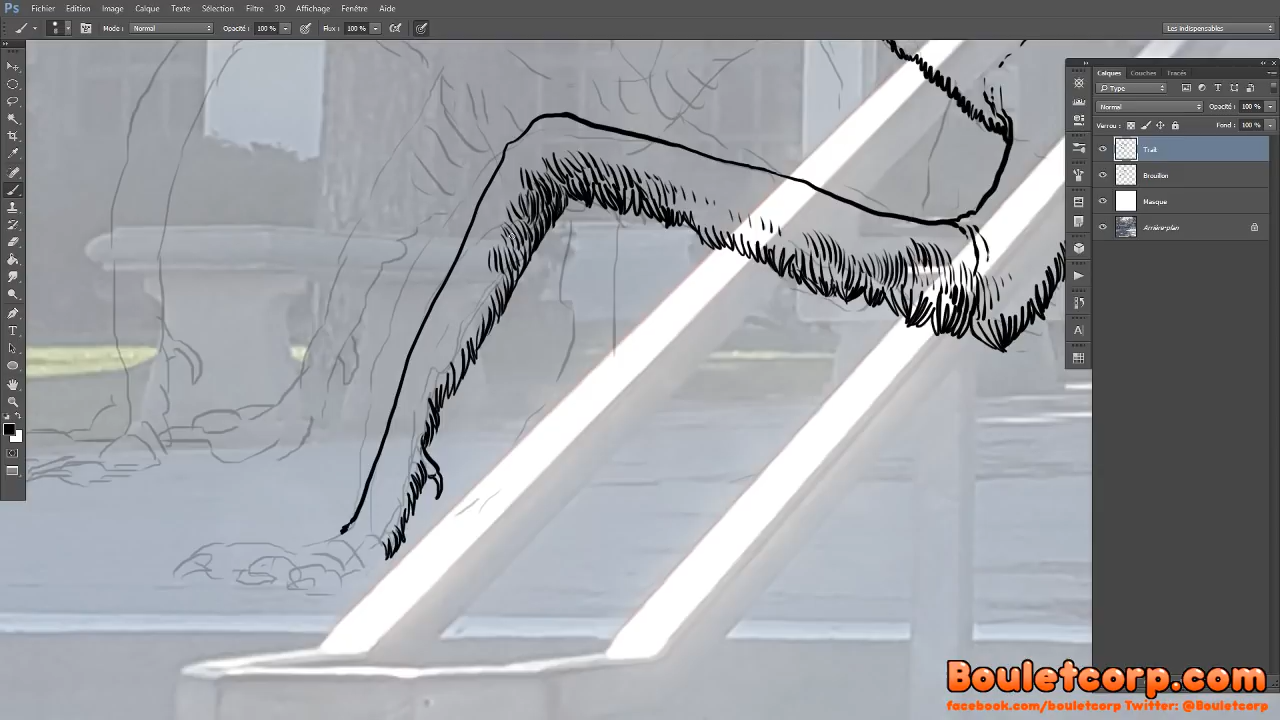 Ps Fichier Edition Image Calque Texte Sélection Filtre 3D Affichage Fenêtre Aide
Mode : Normal Opacité : 100 % Flux : 100 % Les indispensables
Calques Couches Tracés
Type
Normal Opacité : 100 %
Verrou : Fond : 100 %
Trait
Brouillon
Masque
Arrière-plan
Bouletcorp.com
facebook.com/bouletcorp Twitter: @Bouletcorp